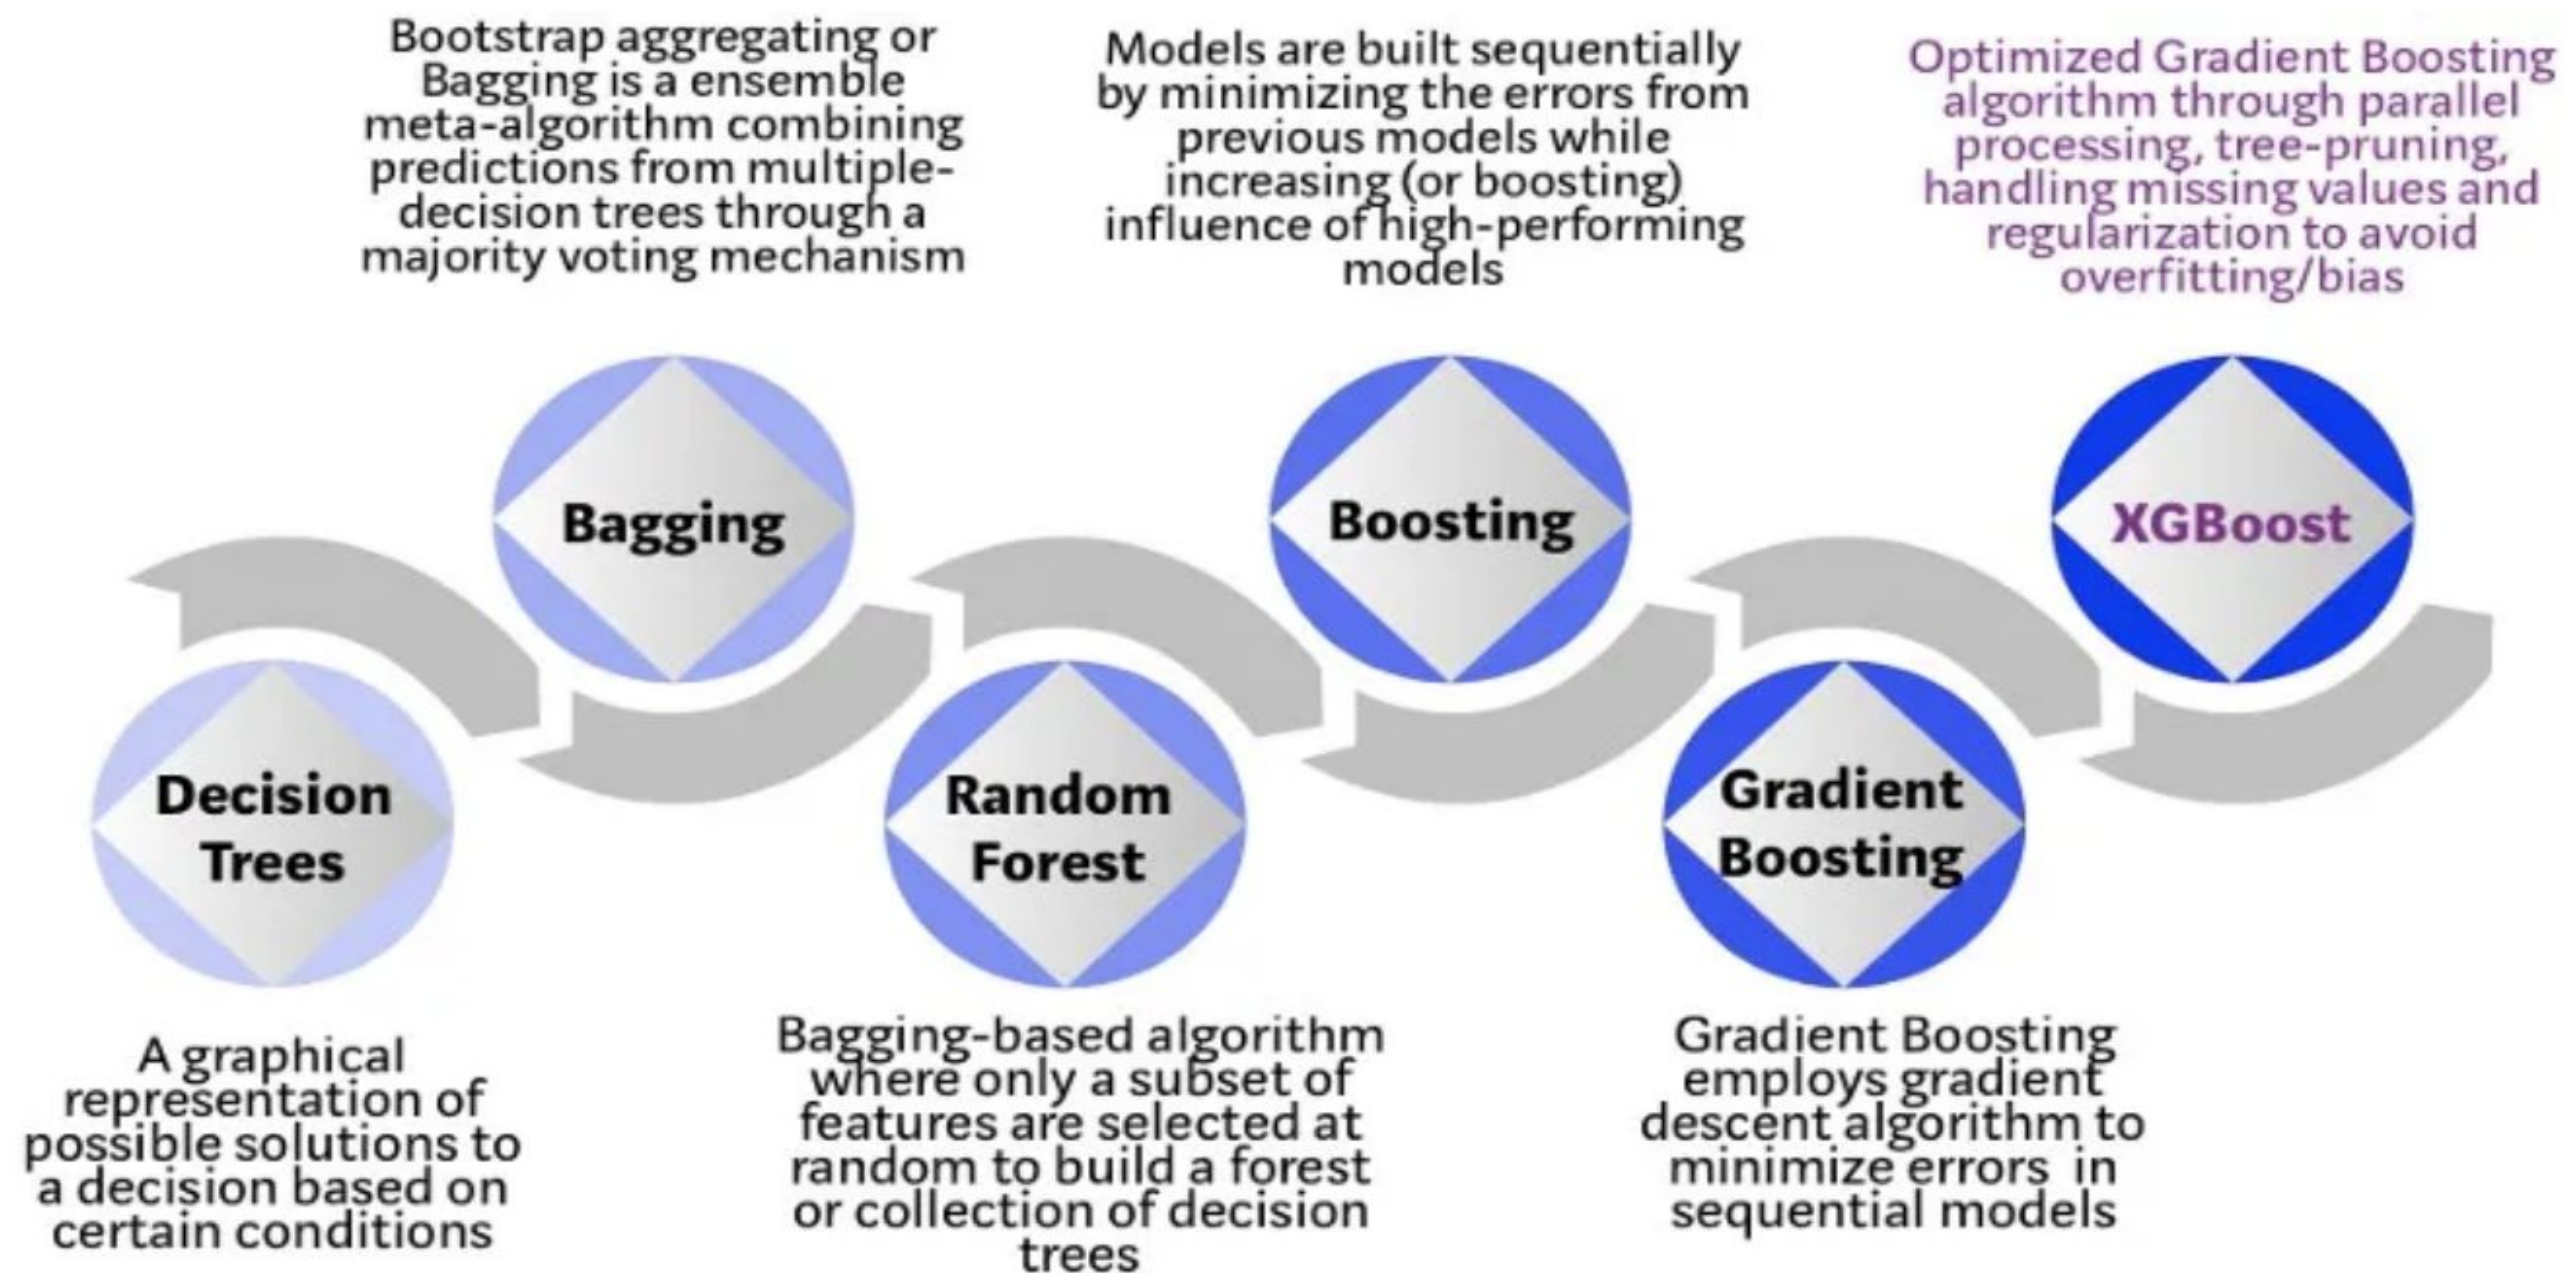 Bootstrap aggregating or
Bagging is a ensemble
meta-algorithm combining
predictions from multiple-
decision trees through a
majority voting mechanism
Models are built sequentially
by minimizing the errors from
previous models while
increasing (or boosting)
influence of high-performing
models
Optimized Gradient Boosting
algorithm through parallel
processing, tree-pruning,
handling missing values and
regularization to avoid
overfitting/bias
Bagging
Boosting
XGBoost
Decision
Trees
Random
Forest
Gradient
Boosting
A graphical
representation of
possible solutions to
a decision based on
certain conditions
Bagging-based algorithm
where only a subset of
features are selected at
random to build a forest
or collection of decision
trees
Gradient Boosting
employs gradient
descent algorithm to
minimize errors in
sequential models